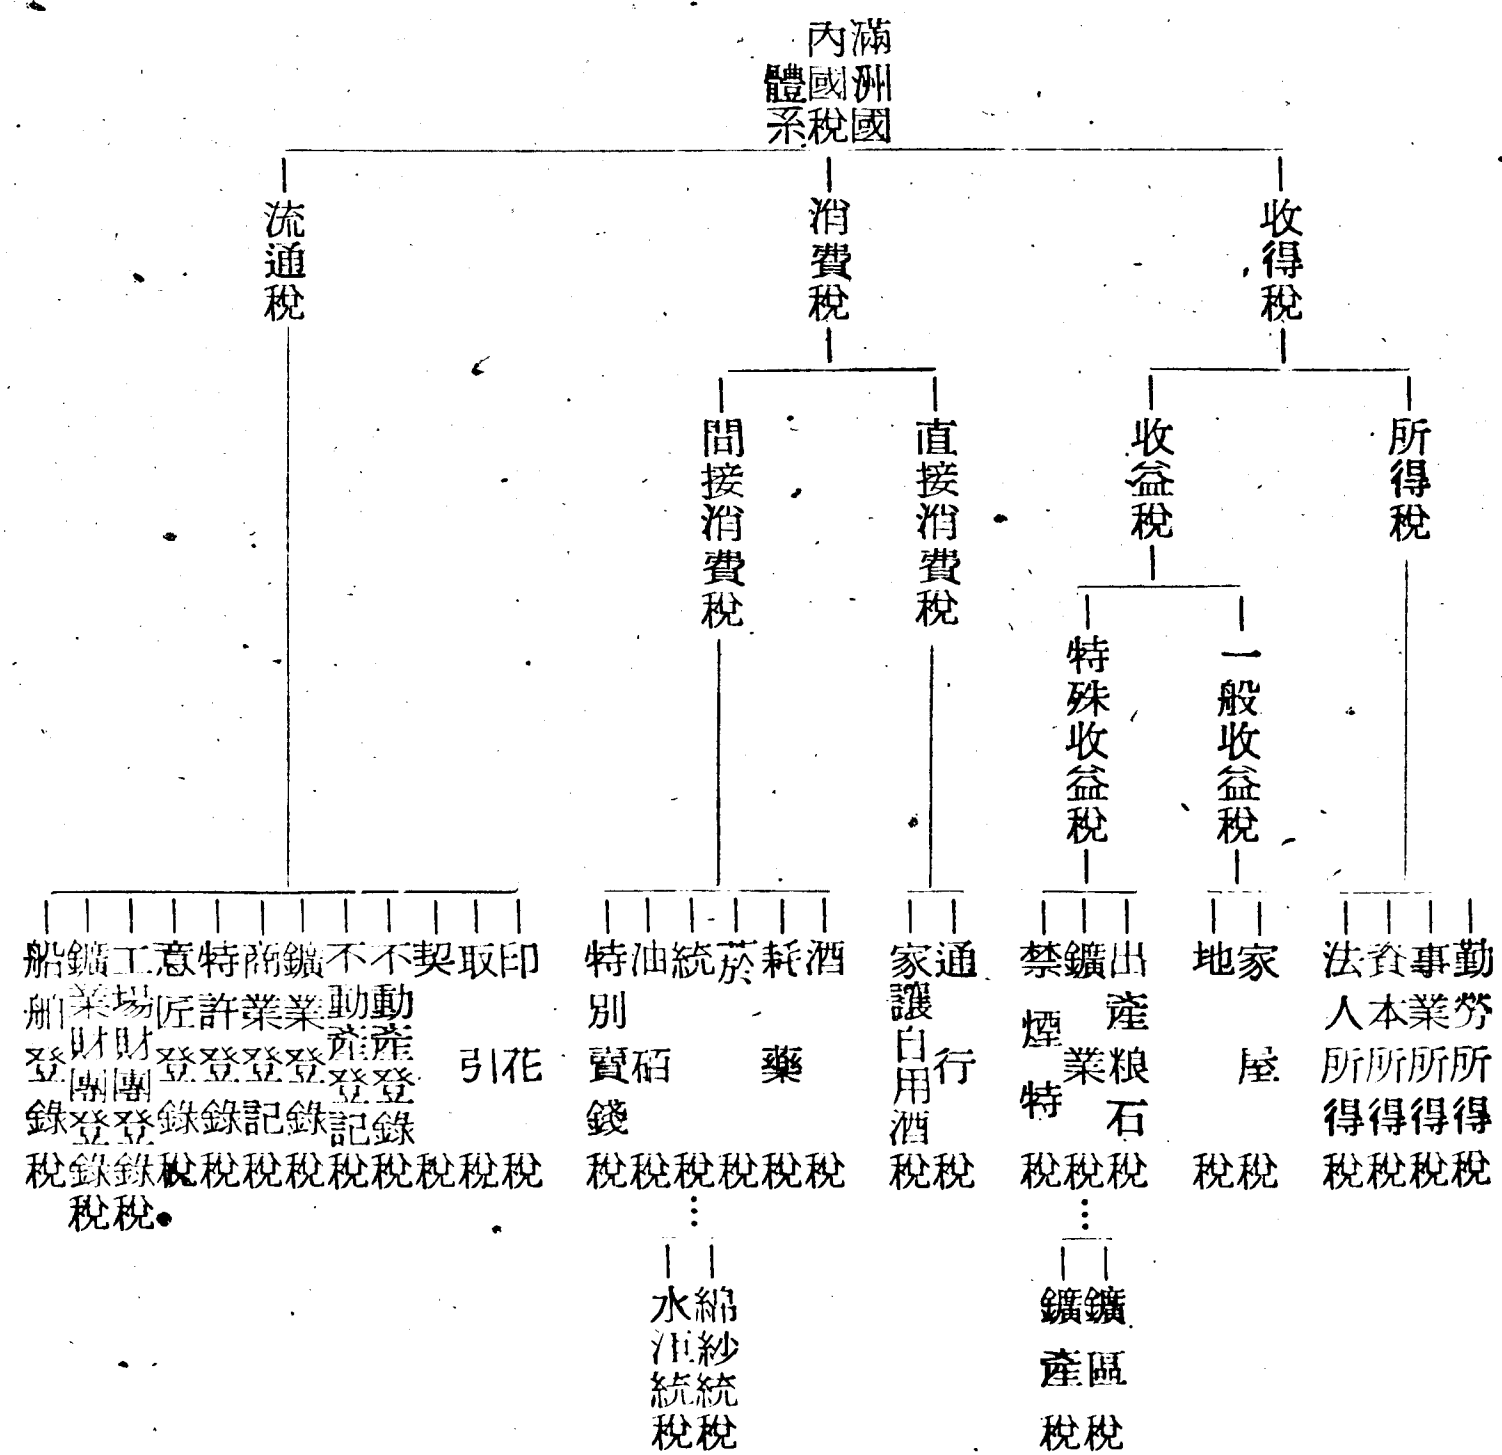 滿洲國
內國稅
體系
收得稅
所得稅
勤勞所得稅
事業所得稅
資本所得稅
法人所得稅
收益稅
一般收益稅
家屋稅
地稅
特殊收益稅
出產粮石稅
鑛業稅
鑛區稅
鑛產稅
禁煙特稅
消費稅
直接消費稅
通行稅
家讓自用酒稅
間接消費稅
酒稅
耗藥稅
菸稅
統稅
綿紗統稅
水泥統稅
油稅
特別賣錢稅
流通稅
印花稅
取引稅
契稅
不動產登錄稅
不動產登記稅
鑛業登錄稅
商業登記稅
特許登錄稅
意匠登錄稅
工場財團登錄稅
鑛業財團登錄稅
船舶登錄稅